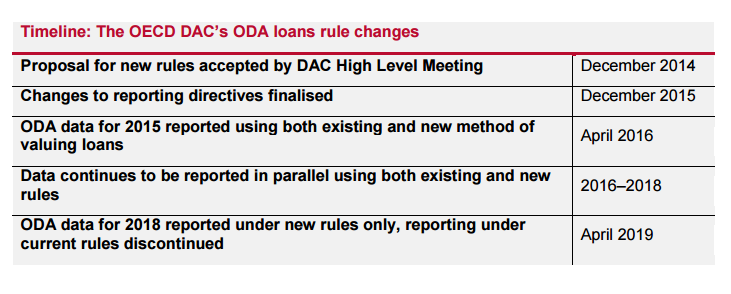 Timeline: The OECD DAC’s ODA loans rule changes
Proposal for new rules accepted by DAC High Level Meeting
December 2014
Changes to reporting directives finalised
December 2015
ODA data for 2015 reported using both existing and new method of
valuing loans
April 2016
Data continues to be reported in parallel using both existing and new
rules
2016–2018
ODA data for 2018 reported under new rules only, reporting under
current rules discontinued
April 2019